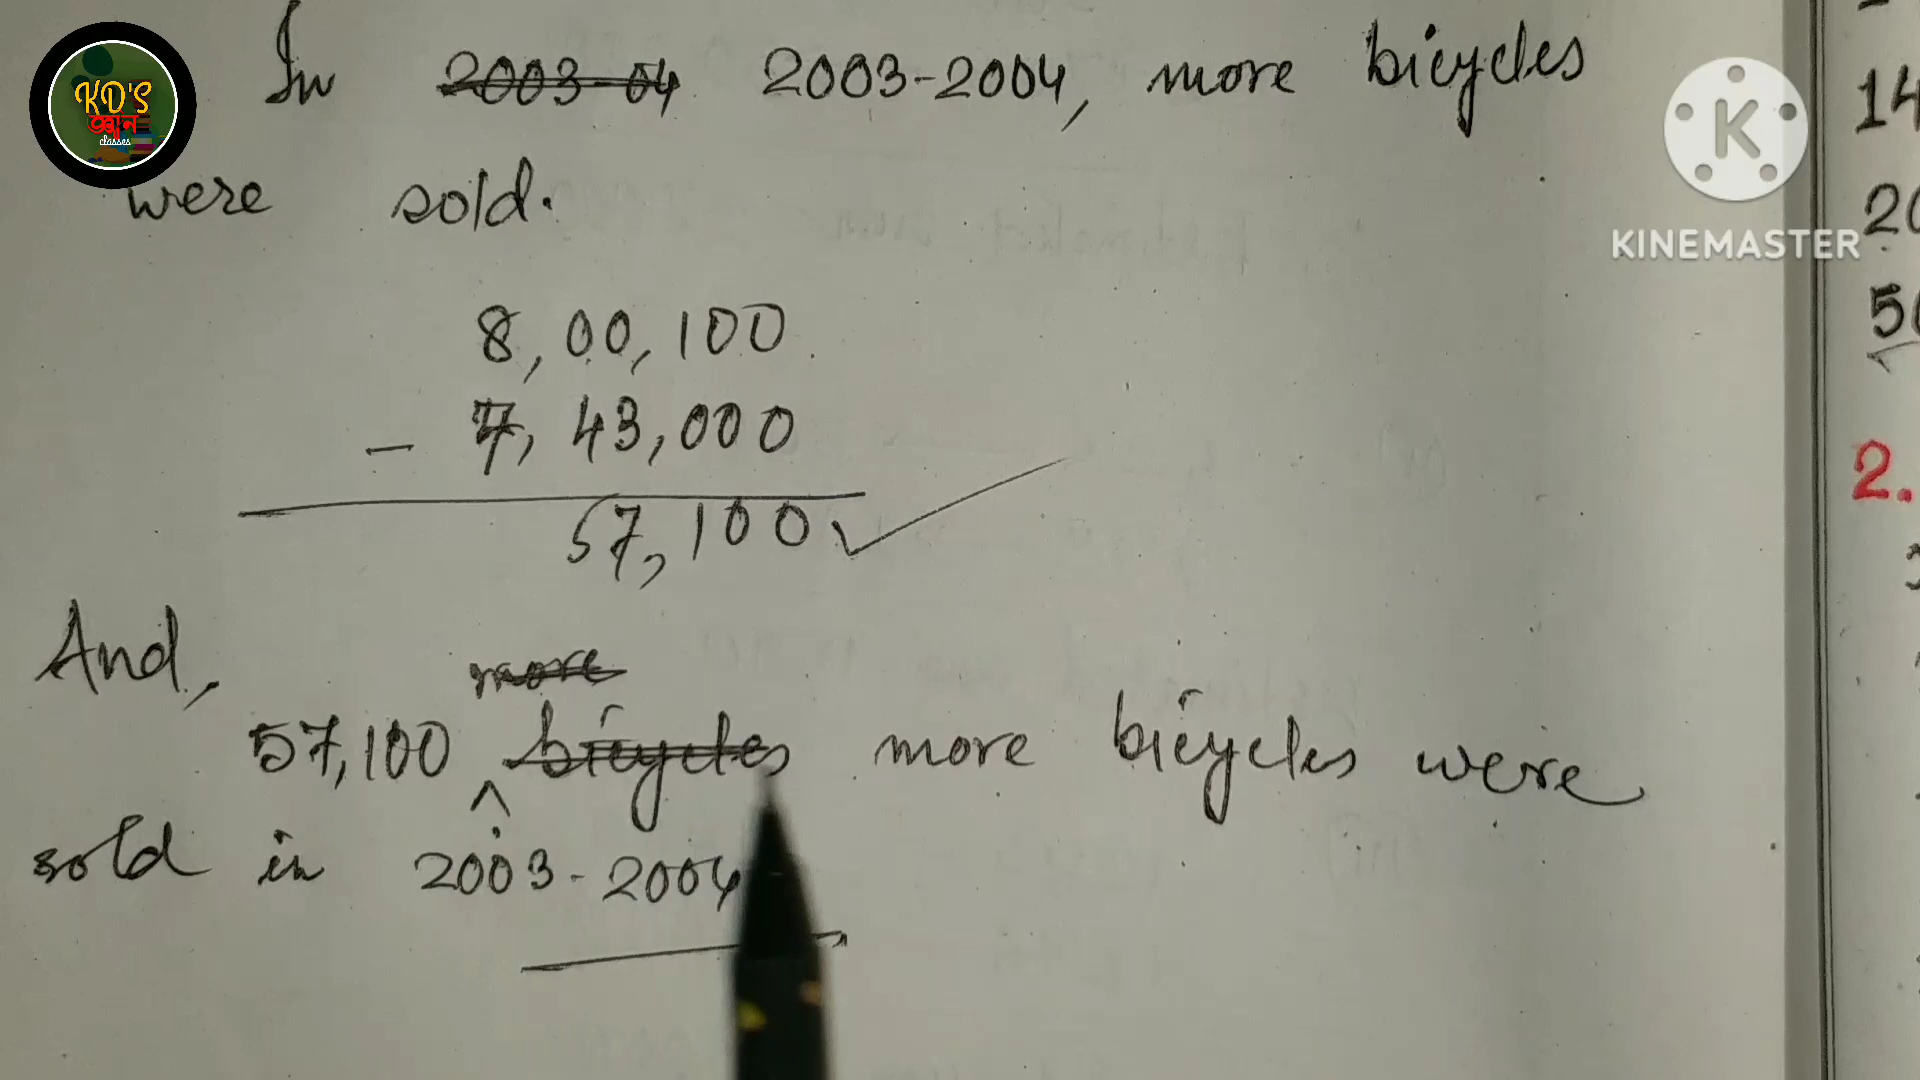 KD'S
জ্ঞান
classes
In 2003-04 2003-2004, more bicycles
were sold.
KINEMASTER
8,00,100
- 7,43,000
57,100
And,
more
57,100 bicycles more bicycles were
sold in 2003-2004
14
20
50
2.